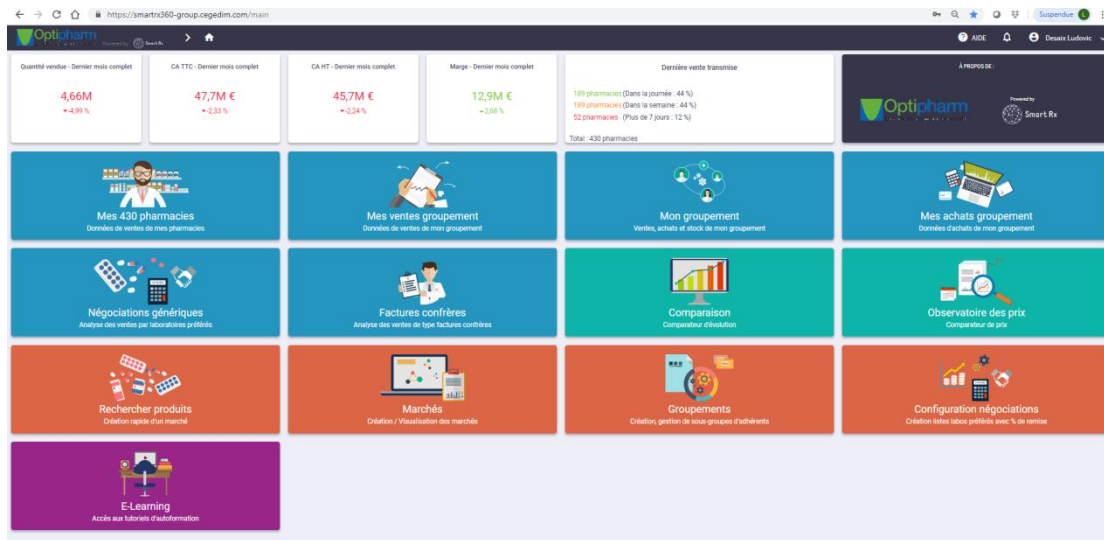 https://smartrx360-group.cegedim.com/main
Suspendue
L
Optipharm
Powered by
Smart Rx
AIDE
Desaix Ludovic
Quantité vendue - Dernier mois complet
4,66M
-4,99 %
CA TTC - Dernier mois complet
47,7M €
-2,33 %
CA HT - Dernier mois complet
45,7M €
-2,24 %
Marge - Dernier mois complet
12,9M €
Dernière vente transmise
189 pharmacies (Dans la journée : 44 %)
189 pharmacies (Dans la semaine : 44 %)
52 pharmacies (Plus de 7 jours : 12 %)
Total : 430 pharmacies
À PROPOS DE :
Optipharm
Powered by
Smart Rx
Mes 430 pharmacies
Données de ventes de mes pharmacies
Mes ventes groupement
Données de ventes de mon groupement
Mon groupement
Ventes, achats et stock de mon groupement
Mes achats groupement
Données d'achats de mon groupement
Négociations génériques
Analyse des ventes par laboratoires préférés
Factures confrères
Analyse des ventes de type factures confrères
Comparaison
Comparateur d'évolution
Observatoire des prix
Comparateur de prix
Rechercher produits
Création rapide d'un marché
Marchés
Création / Visualisation des marchés
Groupements
Création, gestion de sous groupes d'adhérents
Configuration négociations
Création listes labos préférés avec % de remise
E-Learning
Accès aux tutoriels d'autoformation